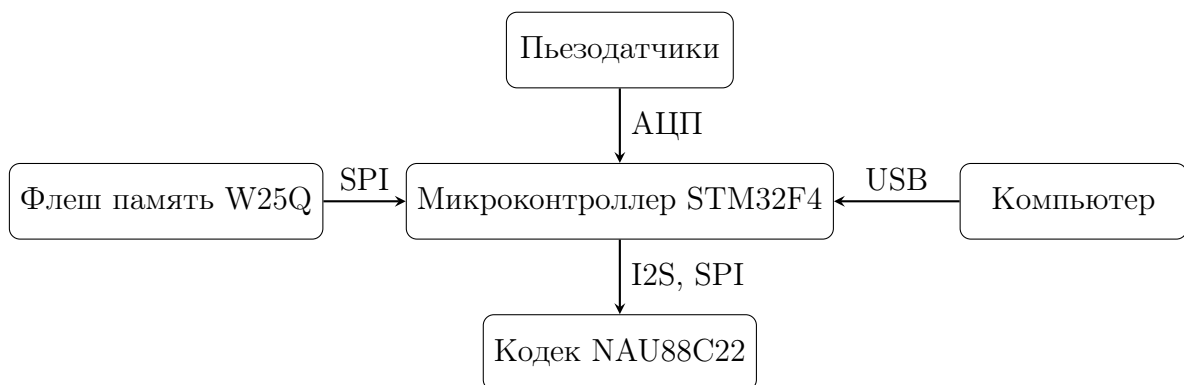 Пьезодатчики
АЦП
Флеш память W25Q
SPI
Микроконтроллер STM32F4
USB
Компьютер
I2S, SPI
Кодек NAU88C22